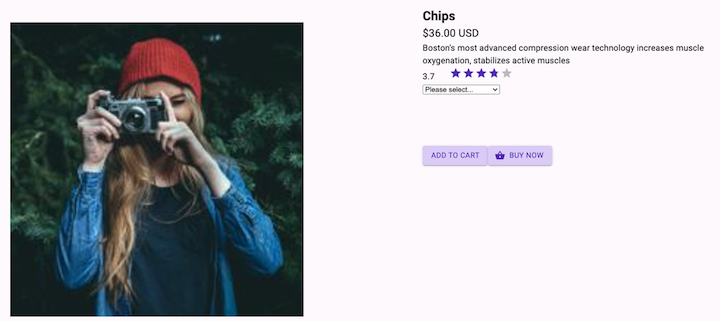 Chips
$36.00 USD
Boston's most advanced compression wear technology increases muscle
oxygenation, stabilizes active muscles
3.7
Please select...
ADD TO CART
BUY NOW